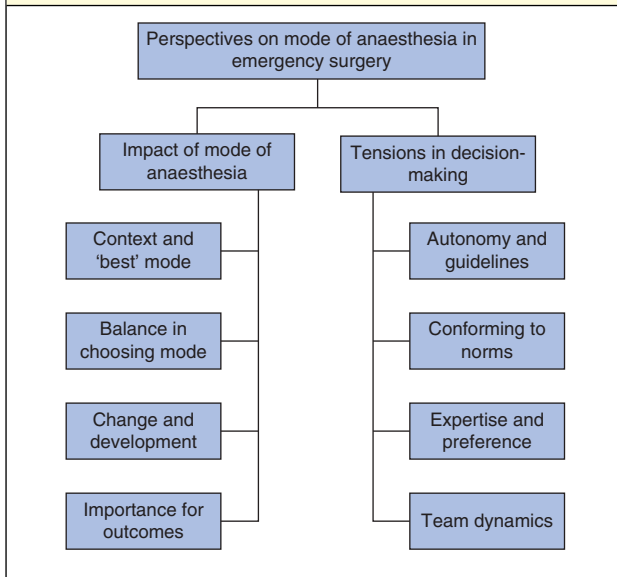 Perspectives on mode of anaesthesia in
emergency surgery
Impact of mode of
anaesthesia
Context and
‘best’ mode
Balance in
choosing mode
Change and
development
Importance for
outcomes
Tensions in decision-
making
Autonomy and
guidelines
Conforming to
norms
Expertise and
preference
Team dynamics